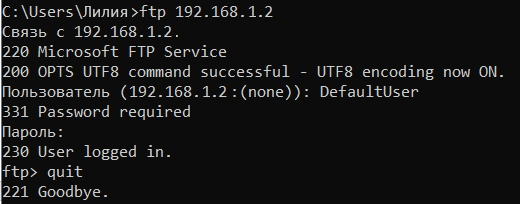 C:\Users\Лилия>ftp 192.168.1.2
Связь с 192.168.1.2.
220 Microsoft FTP Service
200 OPTS UTF8 command successful - UTF8 encoding now ON.
Пользователь (192.168.1.2:(none)): DefaultUser
331 Password required
Пароль:
230 User logged in.
ftp> quit
221 Goodbye.